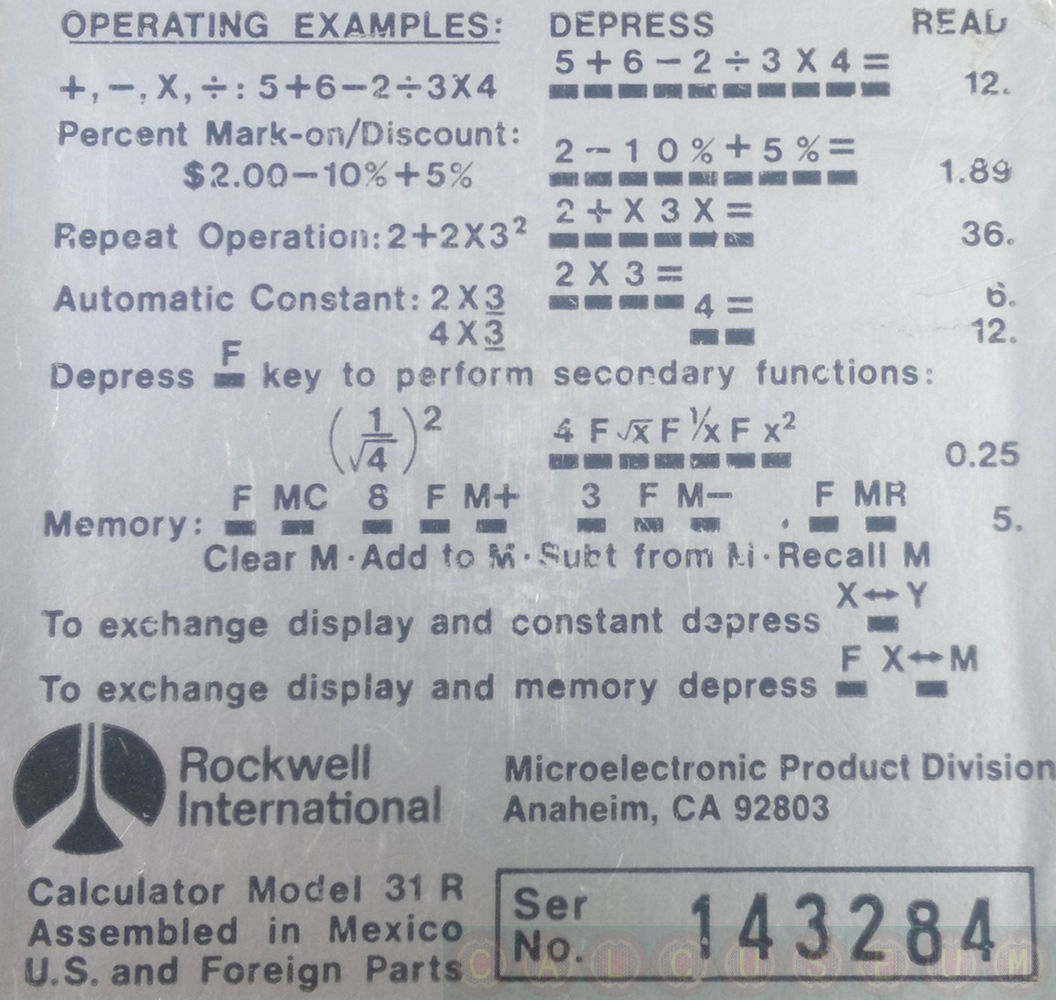 OPERATING EXAMPLES: DEPRESS READ
+,−,X,÷: 5+6−2÷3X4 5 + 6 − 2 ÷ 3 X 4 = 12.
Percent Mark-on/Discount:
$2.00−10%+5% 2 − 1 0 % + 5 % = 1.89
Repeat Operation: 2+2X3² 2 + X 3 X = 36.
Automatic Constant: 2X3 2 X 3 = 6.
4X3 4 = 12.
Depress F key to perform secondary functions:
(1/√4)² 4 F √x F 1/x F x² 0.25
Memory: F MC 8 F M+ 3 F M− F MR 5.
Clear M · Add to M · Subt from M · Recall M
To exchange display and constant depress X↔Y
To exchange display and memory depress F X↔M
Rockwell
International
Microelectronic Product Division
Anaheim, CA 92803
Calculator Model 31 R
Assembled in Mexico
U.S. and Foreign Parts
Ser
No. 143284
CALCUSEUM